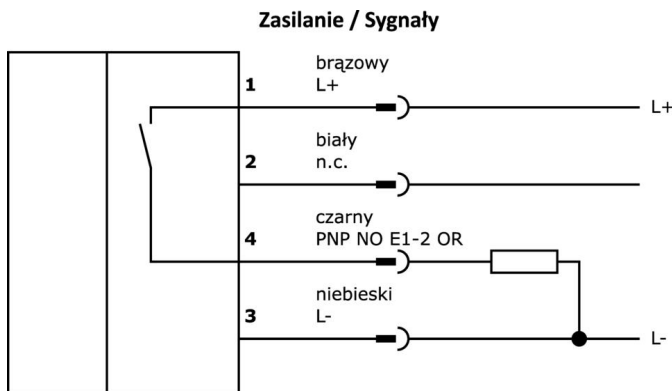 Zasilanie / Sygnały
brązowy
1 L+ L+
biały
2 n.c.
czarny
4 PNP NO E1-2 OR
niebieski
3 L- L-